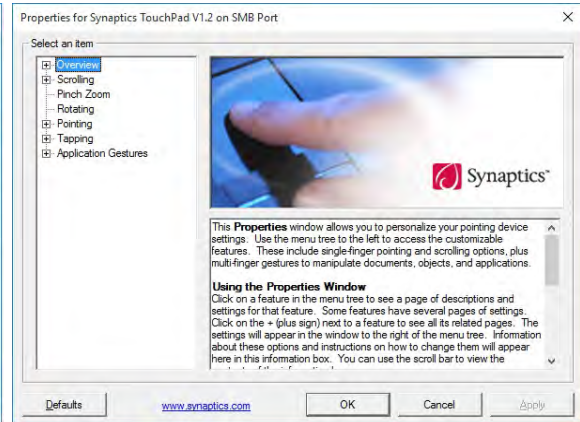 Properties for Synaptics TouchPad V1.2 on SMB Port
Select an item
Overview
Scrolling
Pinch Zoom
Rotating
Pointing
Tapping
Application Gestures
Synaptics
This Properties window allows you to personalize your pointing device
settings. Use the menu tree to the left to access the customizable
features. These include single-finger pointing and scrolling options, plus
multi-finger gestures to manipulate documents, objects, and applications.
Using the Properties Window
Click on a feature in the menu tree to see a page of descriptions and
settings for that feature. Some features have several pages of settings.
Click on the + (plus sign) next to a feature to see all its related pages. The
settings will appear in the window to the right of the menu tree. Information
about these options and instructions on how to change them will appear
here in this information box. You can use the scroll bar to view the
Defaults
www.synaptics.com
OK
Cancel
Apply